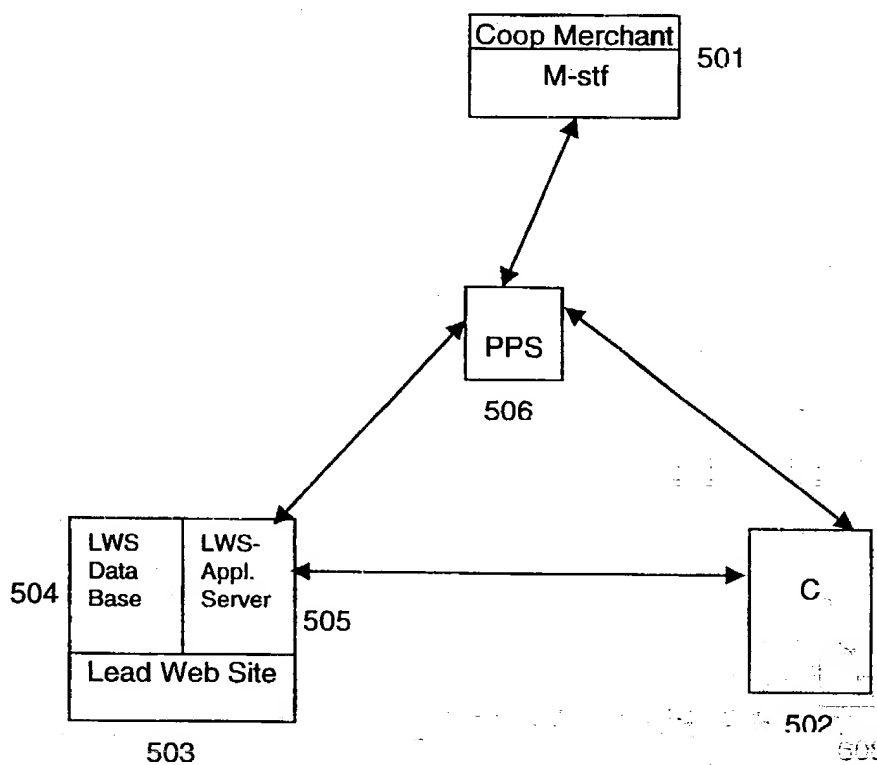 Coop Merchant
M-stf
501
PPS
506
LWS
Data
Base
LWS-
Appl.
Server
504
505
Lead Web Site
503
C
502